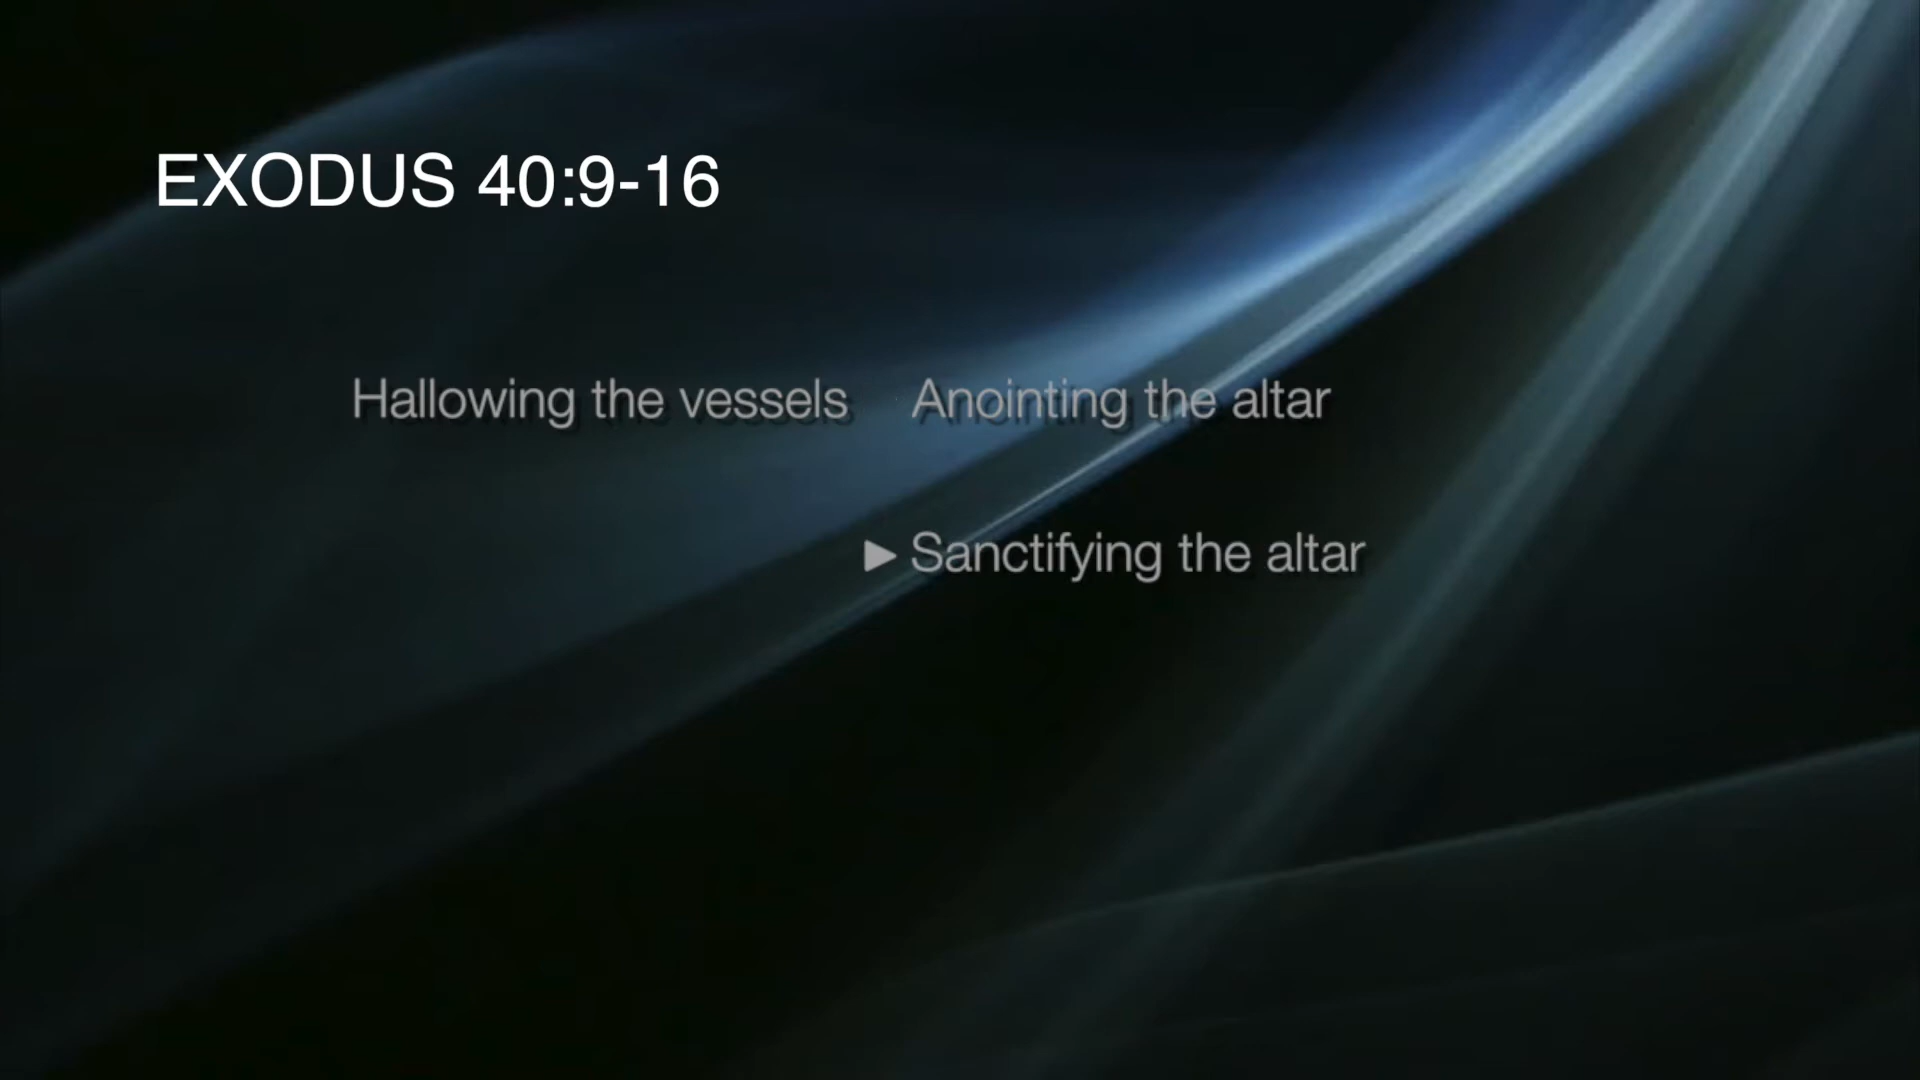 EXODUS 40:9-16
Hallowing the vessels Anointing the altar
▶ Sanctifying the altar